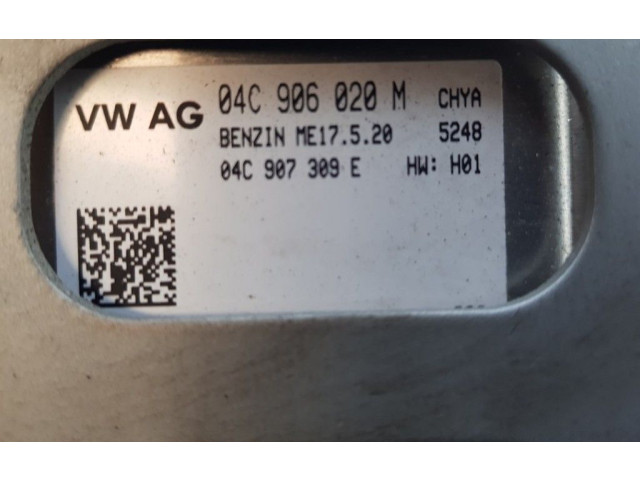 VW AG 04C 906 020 M CHYA
BENZIN ME17.5.20 5248
04C 907 309 E HW: H01